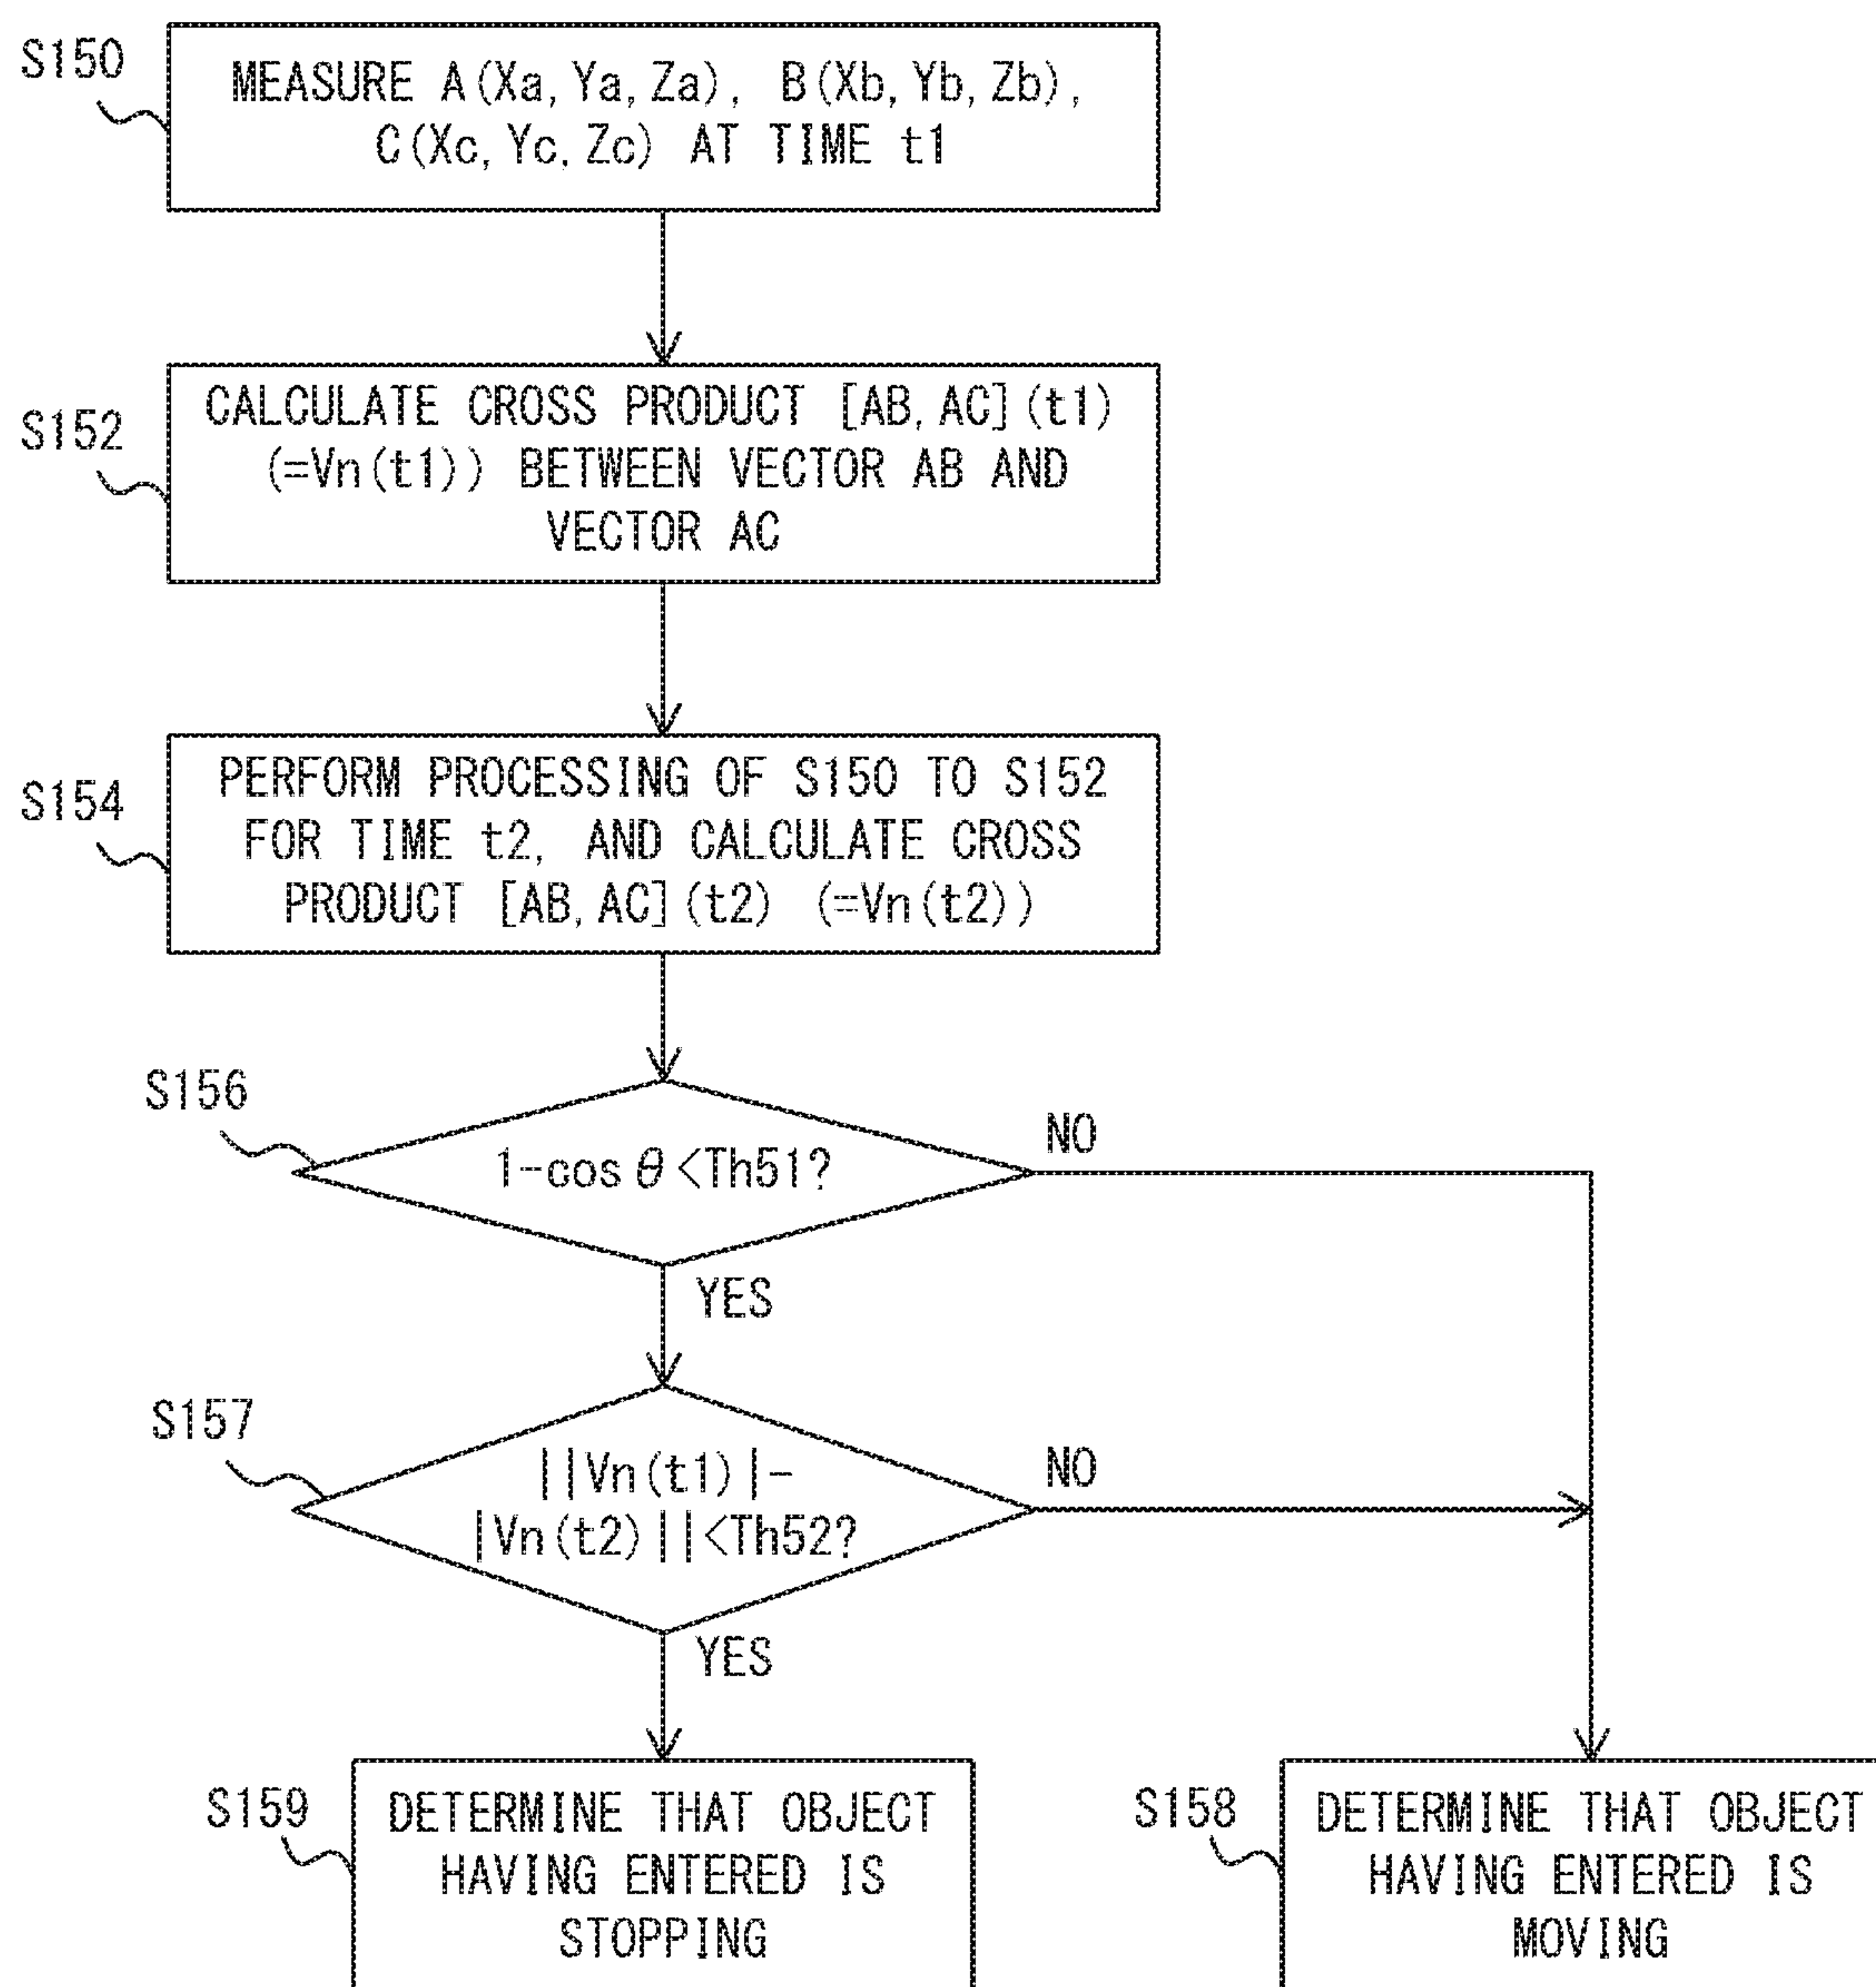 S150
MEASURE A(Xa, Ya, Za), B(Xb, Yb, Zb),
C(Xc, Yc, Zc) AT TIME t1
S152
CALCULATE CROSS PRODUCT [AB, AC](t1)
(=Vn(t1)) BETWEEN VECTOR AB AND
VECTOR AC
S154
PERFORM PROCESSING OF S150 TO S152
FOR TIME t2, AND CALCULATE CROSS
PRODUCT [AB, AC](t2) (=Vn(t2))
S156
1-cos θ<Th51?
NO
YES
S157
||Vn(t1)|-
|Vn(t2)||<Th52?
NO
YES
S159
DETERMINE THAT OBJECT
HAVING ENTERED IS
STOPPING
S158
DETERMINE THAT OBJECT
HAVING ENTERED IS
MOVING